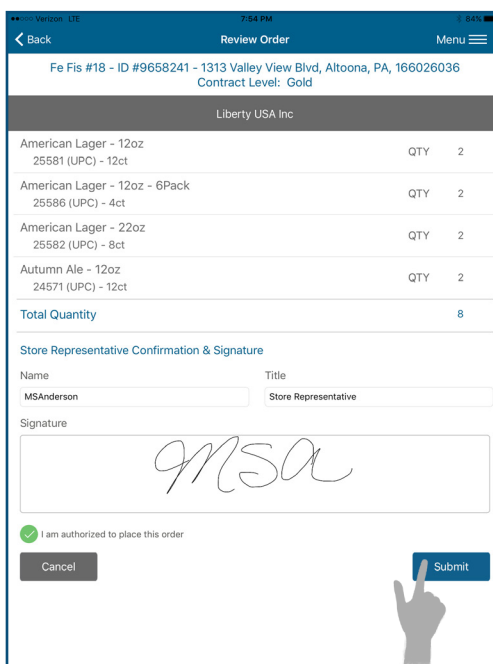 Verizon LTE 7:54 PM 84%
Back Review Order Menu
Fe Fis #18 - ID #9658241 - 1313 Valley View Blvd, Altoona, PA, 166026036
Contract Level: Gold
Liberty USA Inc
American Lager - 12oz
25581 (UPC) - 12ct
QTY 2
American Lager - 12oz - 6Pack
25586 (UPC) - 4ct
QTY 2
American Lager - 22oz
25582 (UPC) - 8ct
QTY 2
Autumn Ale - 12oz
24571 (UPC) - 12ct
QTY 2
Total Quantity 8
Store Representative Confirmation & Signature
Name Title
MSAnderson Store Representative
Signature
MSA
I am authorized to place this order
Cancel Submit